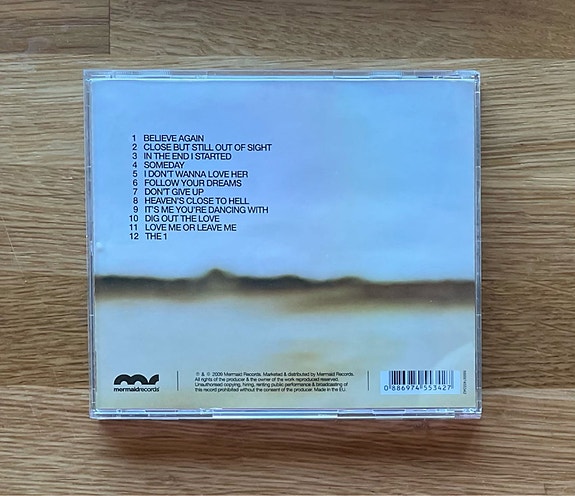 1 BELIEVE AGAIN
2 CLOSE BUT STILL OUT OF SIGHT
3 IN THE END I STARTED
4 SOMEDAY
5 I DON'T WANNA LOVE HER
6 FOLLOW YOUR DREAMS
7 DON'T GIVE UP
8 HEAVEN'S CLOSE TO HELL
9 IT'S ME YOU'RE DANCING WITH
10 DIG OUT THE LOVE
11 LOVE ME OR LEAVE ME
12 THE 1
mermaidrecords
℗ & © 2009 Mermaid Records. Marketed & distributed by Mermaid Records.
All rights of the producer & the owner of the work reproduced reserved.
Unauthorised copying, hiring, renting public performance & broadcasting of
this record prohibited without the consent of the producer. Made in the EU.
0 886974 553427